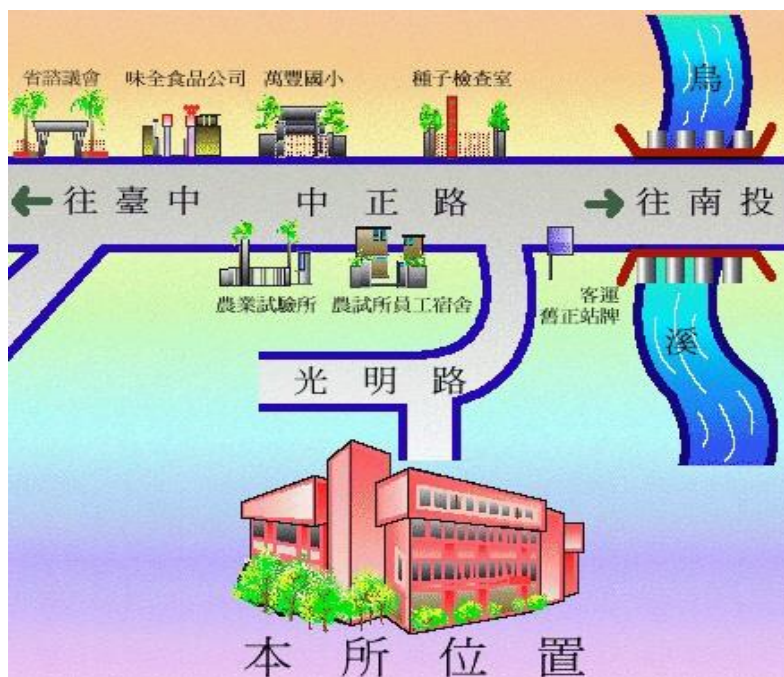 省諮議會
味全食品公司
萬豐國小
種子檢查室
烏
往臺中
中正路
往南投
農業試驗所
農試所員工宿舍
客運
舊正站牌
溪
光明路
本所位置